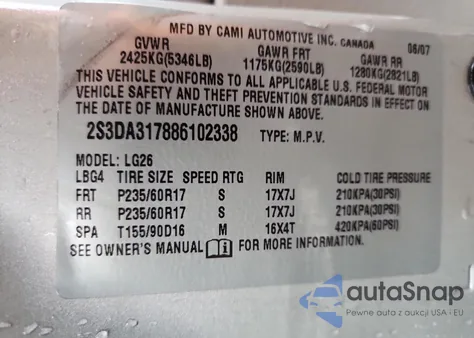 MFD BY CAMI AUTOMOTIVE INC. CANADA 06/07
GVWR GAWR FRT GAWR RR
2425KG(5346LB) 1175KG(2590LB) 1280KG(2821LB)
THIS VEHICLE CONFORMS TO ALL APPLICABLE U.S. FEDERAL MOTOR
VEHICLE SAFETY AND THEFT PREVENTION STANDARDS IN EFFECT ON
THE DATE OF MANUFACTURE SHOWN ABOVE.
2S3DA317886102338 TYPE: M.P.V.
MODEL: LG26
LBG4 TIRE SIZE SPEED RTG RIM COLD TIRE PRESSURE
FRT P235/60R17 S 17X7J 210KPA(30PSI)
RR P235/60R17 S 17X7J 210KPA(30PSI)
SPA T155/90D16 M 16X4T 420KPA(60PSI)
SEE OWNER'S MANUAL FOR MORE INFORMATION.
autoSnap
Pewne auta z aukcji USA - EU